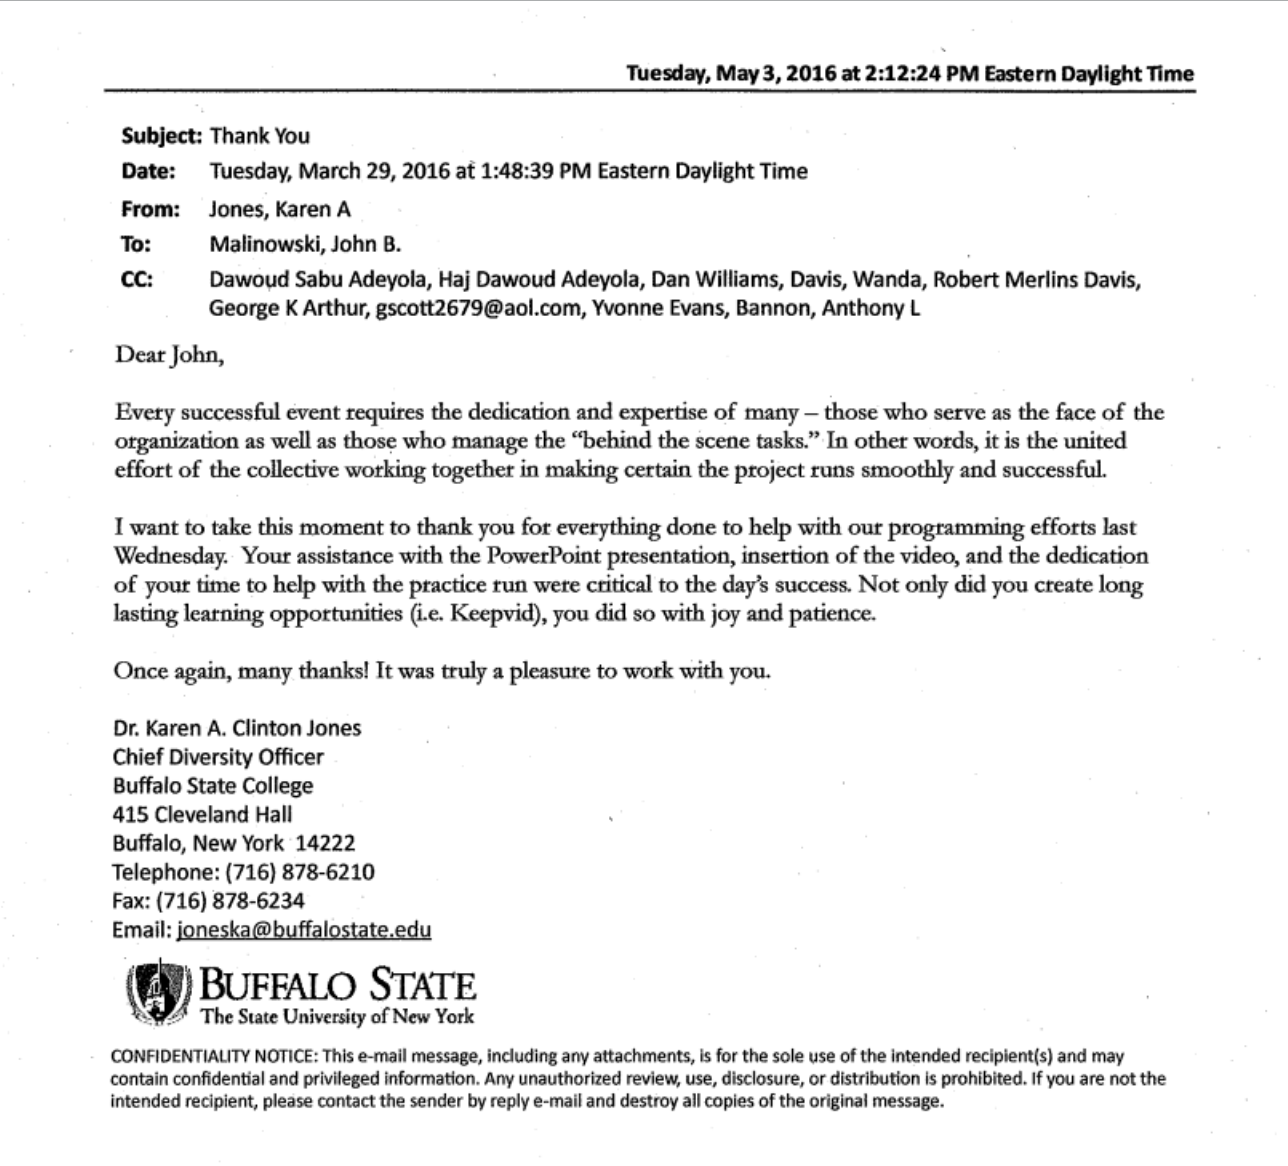 Tuesday, May 3, 2016 at 2:12:24 PM Eastern Daylight Time
Subject: Thank You
Date: Tuesday, March 29, 2016 at 1:48:39 PM Eastern Daylight Time
From: Jones, Karen A
To: Malinowski, John B.
CC: Dawoud Sabu Adeyola, Haj Dawoud Adeyola, Dan Williams, Davis, Wanda, Robert Merlins Davis,
George K Arthur, gscott2679@aol.com, Yvonne Evans, Bannon, Anthony L
Dear John,
Every successful event requires the dedication and expertise of many – those who serve as the face of the
organization as well as those who manage the “behind the scene tasks.” In other words, it is the united
effort of the collective working together in making certain the project runs smoothly and successful.
I want to take this moment to thank you for everything done to help with our programming efforts last
Wednesday.  Your assistance with the PowerPoint presentation, insertion of the video, and the dedication
of your time to help with the practice run were critical to the day’s success. Not only did you create long
lasting learning opportunities (i.e. Keepvid), you did so with joy and patience.
Once again, many thanks! It was truly a pleasure to work with you.
Dr. Karen A. Clinton Jones
Chief Diversity Officer
Buffalo State College
415 Cleveland Hall
Buffalo, New York  14222
Telephone: (716) 878-6210
Fax: (716) 878-6234
Email: joneska@buffalostate.edu
BUFFALO STATE
The State University of New York
CONFIDENTIALITY NOTICE: This e-mail message, including any attachments, is for the sole use of the intended recipient(s) and may
contain confidential and privileged information. Any unauthorized review, use, disclosure, or distribution is prohibited. If you are not the
intended recipient, please contact the sender by reply e-mail and destroy all copies of the original message.